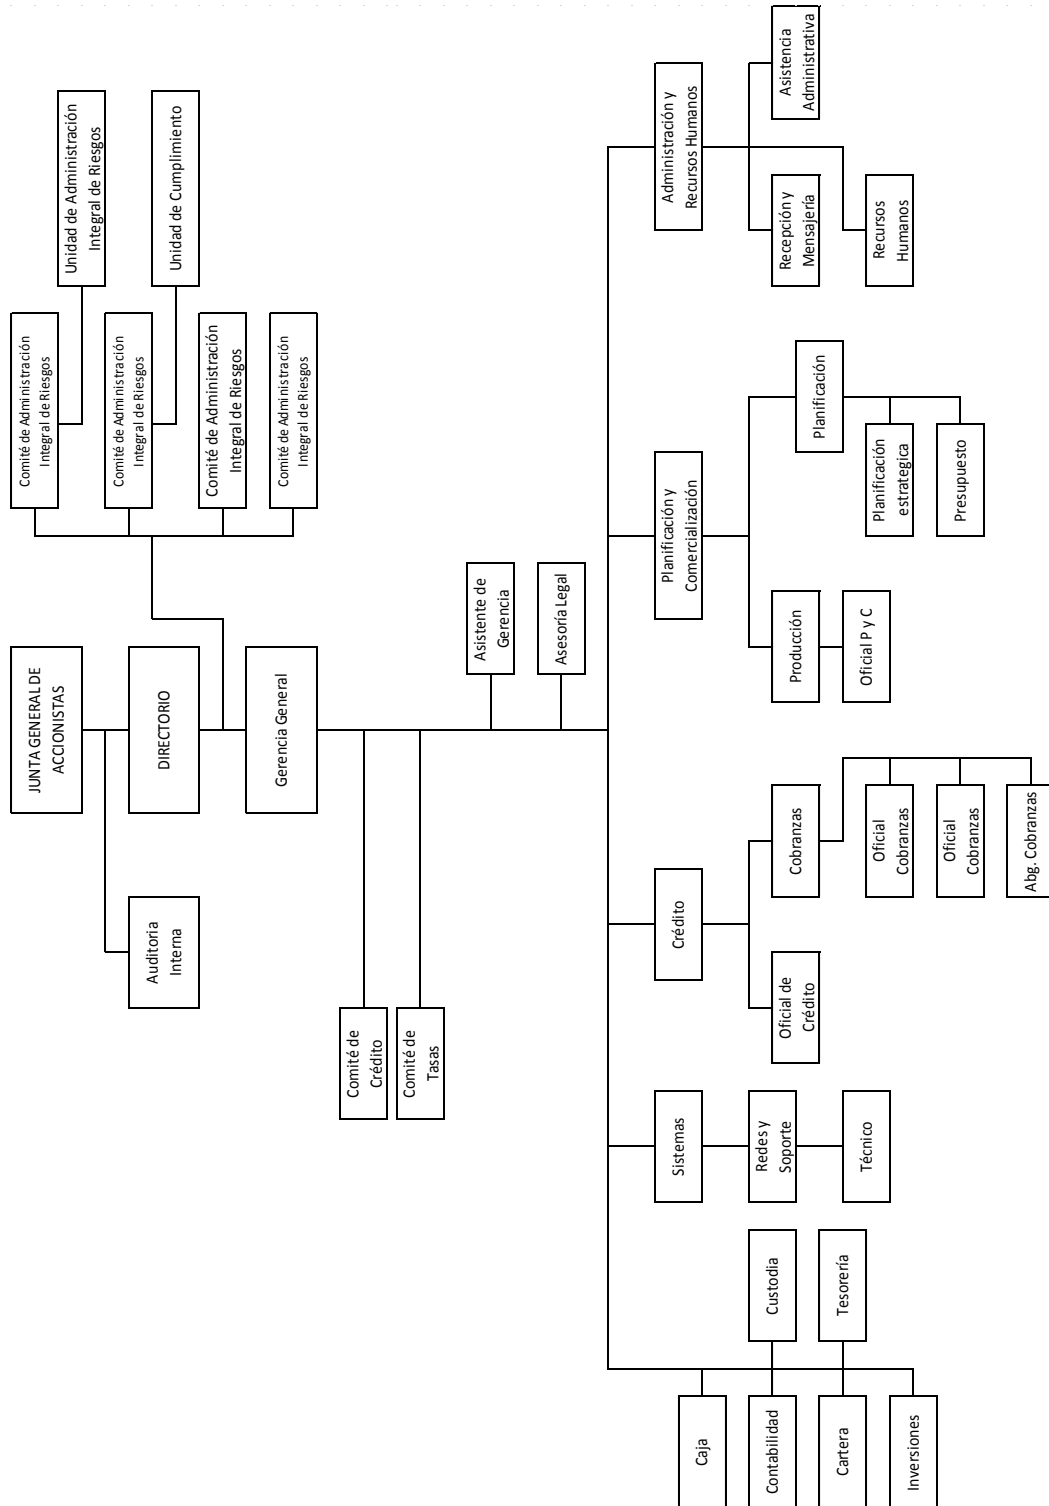 JUNTA GENERAL DE
ACCIONISTAS
Auditoria
Interna
DIRECTORIO
Gerencia General
Comité de Administración
Integral de Riesgos
Unidad de Administración
Integral de Riesgos
Comité de Administración
Integral de Riesgos
Unidad de Cumplimiento
Comité de Administración
Integral de Riesgos
Comité de Administración
Integral de Riesgos
Comité de
Crédito
Comité de
Tasas
Asistente de
Gerencia
Asesoría Legal
Caja
Contabilidad
Custodia
Cartera
Tesorería
Inversiones
Sistemas
Redes y
Soporte
Técnico
Crédito
Oficial de
Crédito
Cobranzas
Oficial
Cobranzas
Oficial
Cobranzas
Abg. Cobranzas
Planificación y
Comercialización
Producción
Oficial P y C
Planificación
Planificación
estrategica
Presupuesto
Administración y
Recursos Humanos
Recepción y
Mensajería
Asistencia
Administrativa
Recursos
Humanos